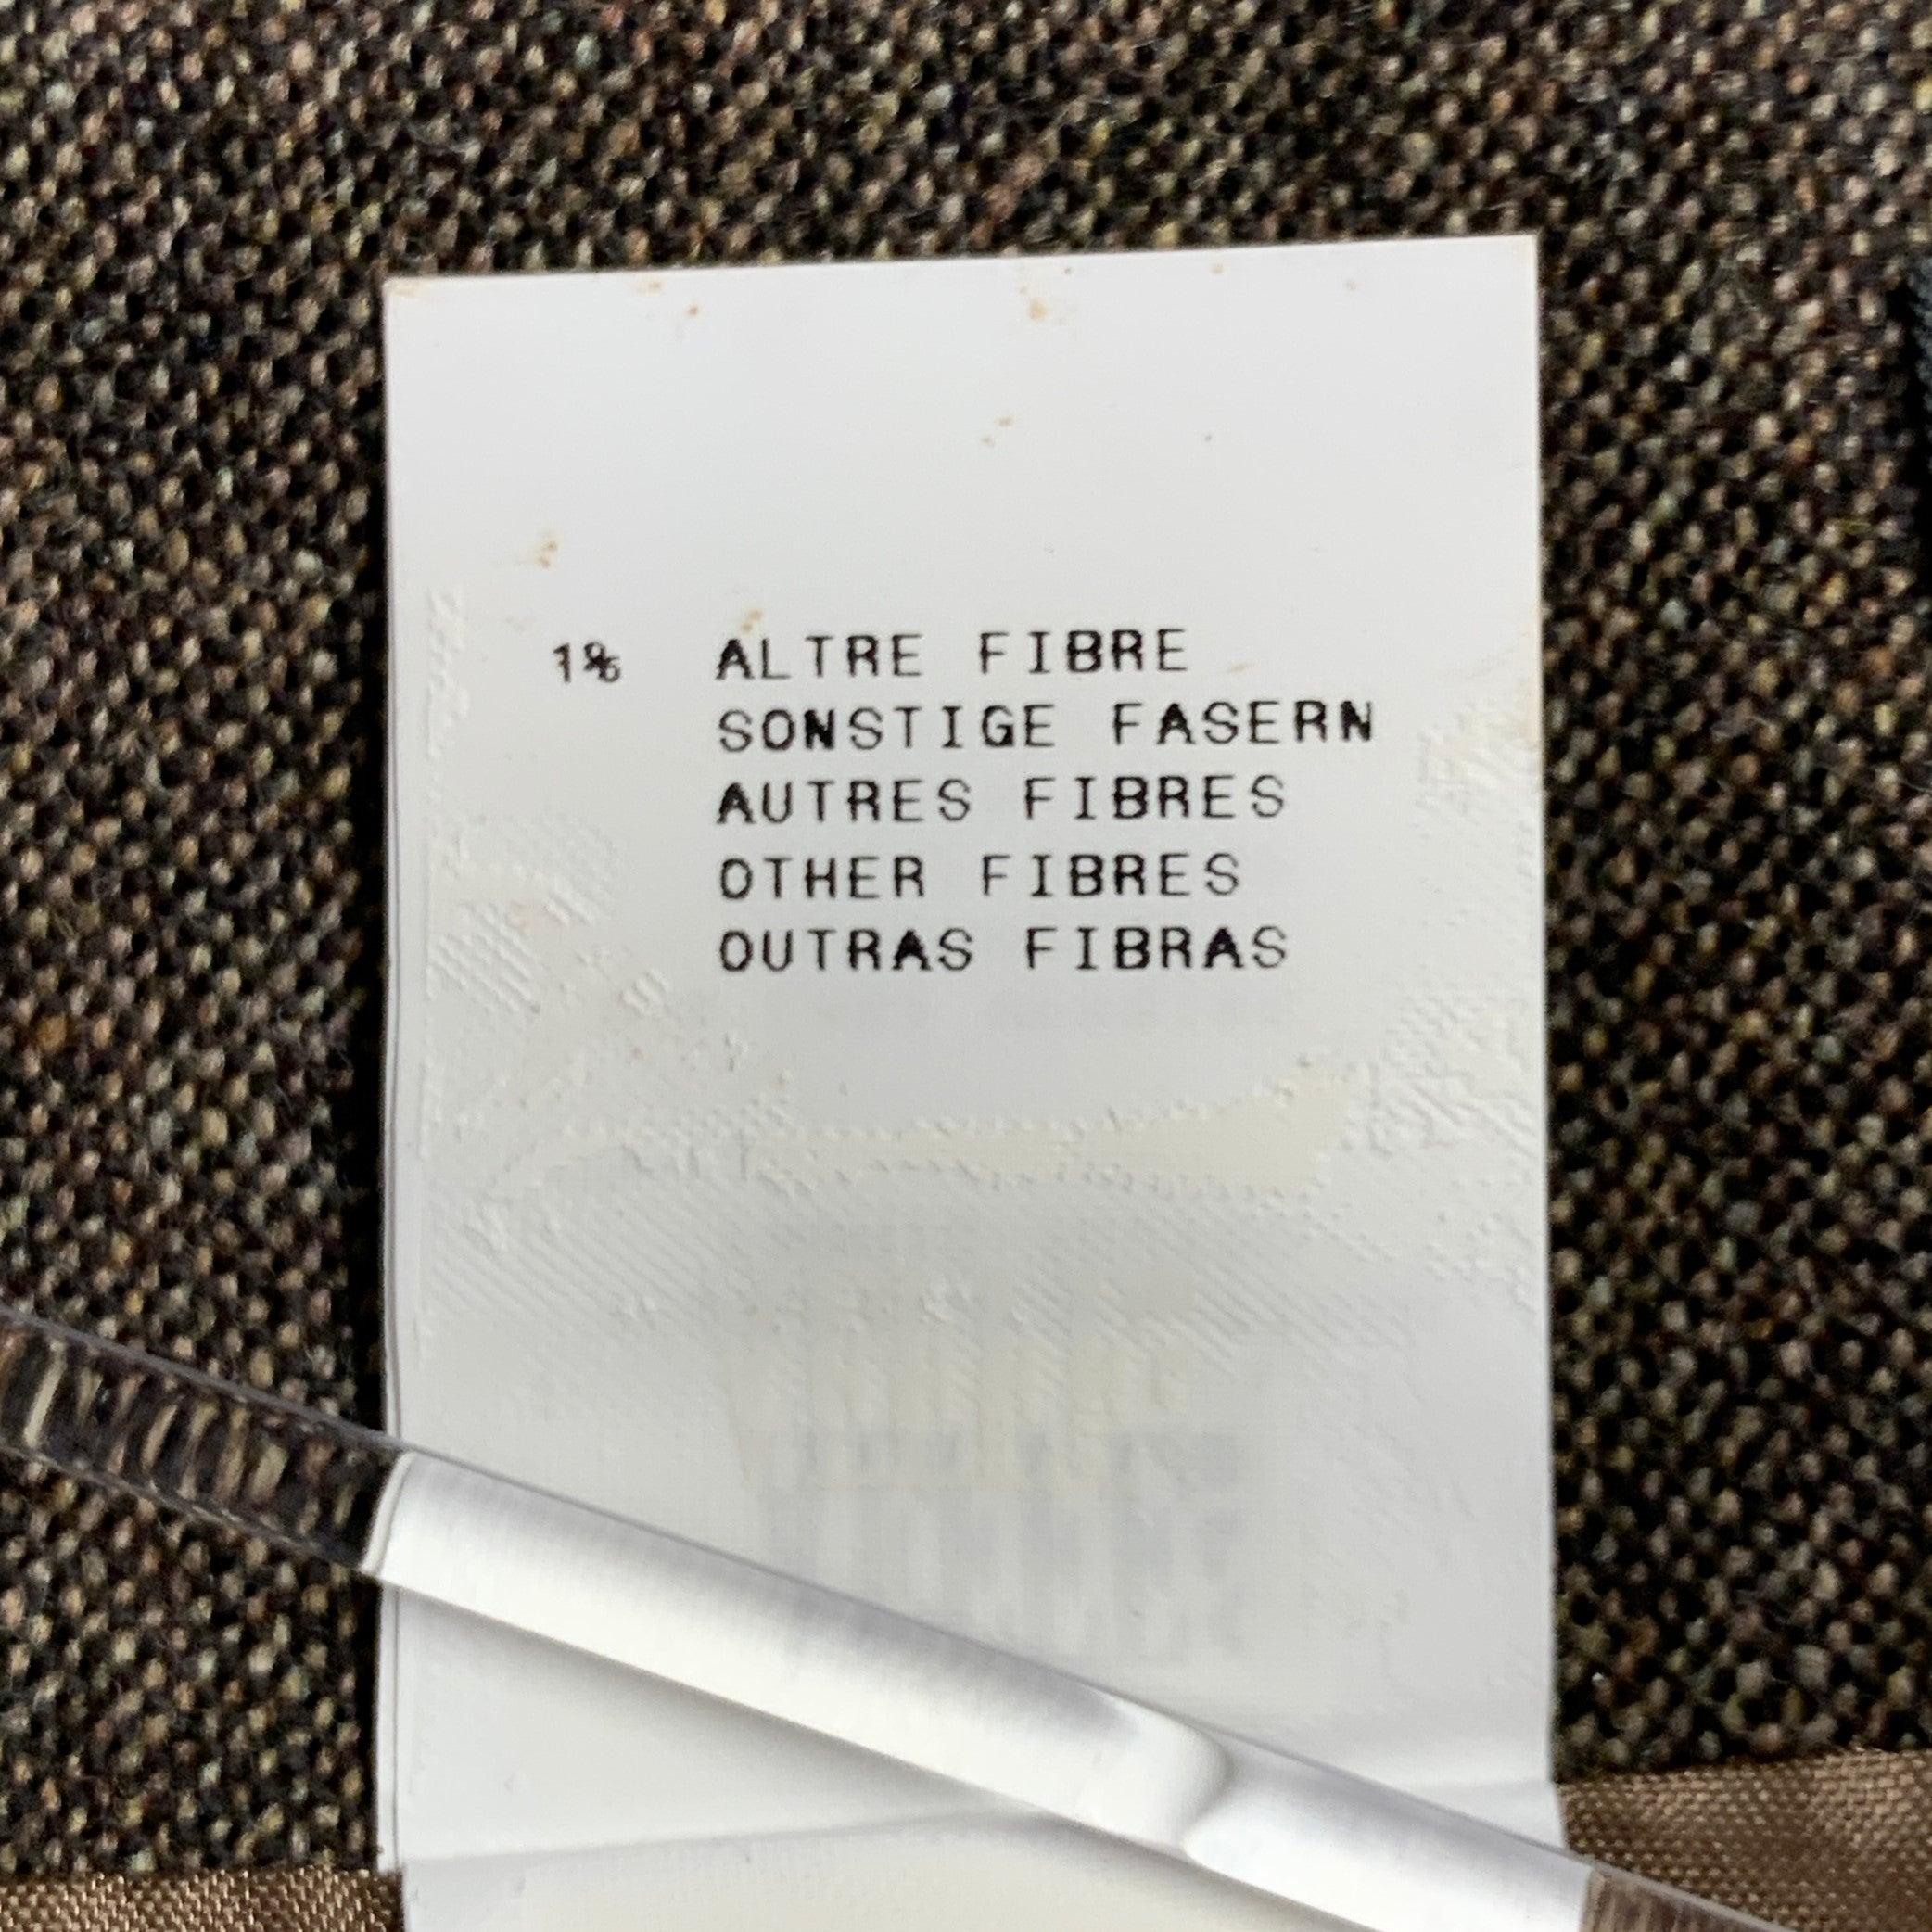 1% ALTRE FIBRE
SONSTIGE FASERN
AUTRES FIBRES
OTHER FIBRES
OUTRAS FIBRAS